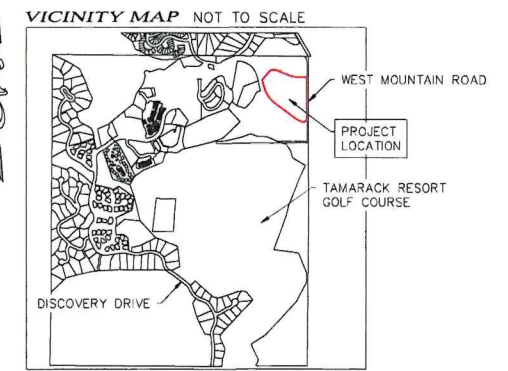 VICINITY MAP NOT TO SCALE
WEST MOUNTAIN ROAD
PROJECT
LOCATION
TAMARACK RESORT
GOLF COURSE
DISCOVERY DRIVE